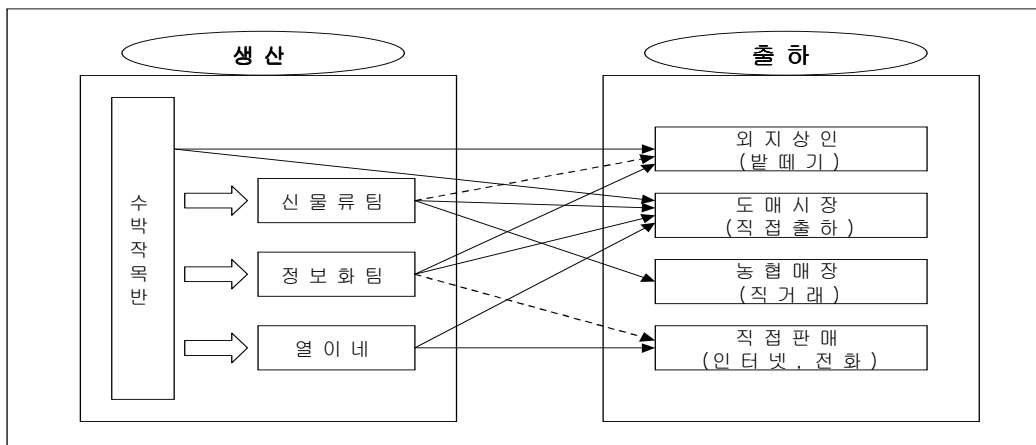 생 산
출 하
수
박
작
목
반
신 물 류 팀
정 보 화 팀
열 이 네
외 지 상 인
( 밭 떼 기 )
도 매 시 장
( 직 접 출 하 )
농 협 매 장
( 직 거 래 )
직 접 판 매
( 인 터 넷 , 전 화 )